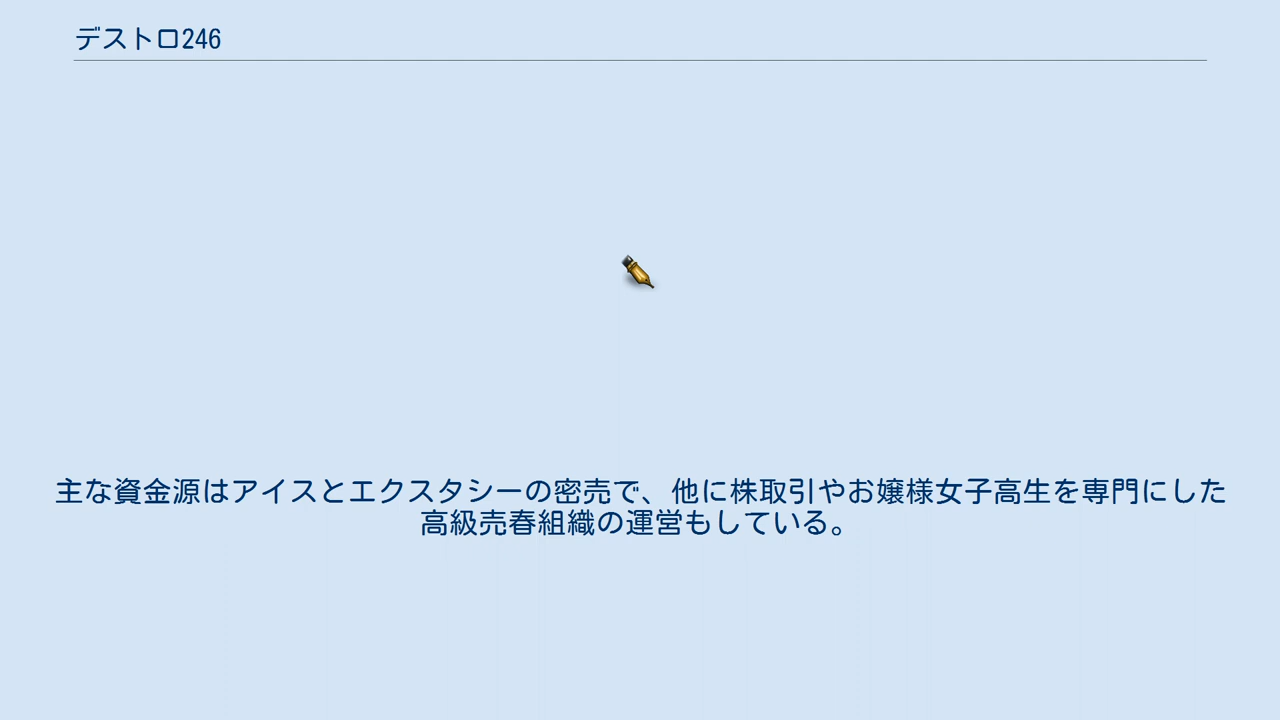 デストロ246
主な資金源はアイスとエクスタシーの密売で、他に株取引やお嬢様女子高生を専門にした
高級売春組織の運営もしている。